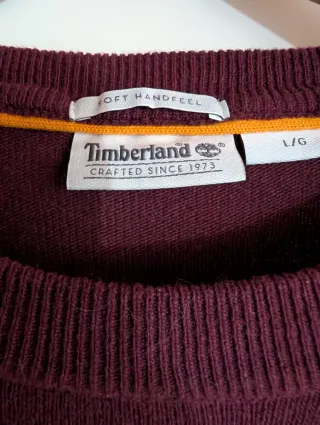 SOFT HANDFEEL
Timberland
CRAFTED SINCE 1973
L/G